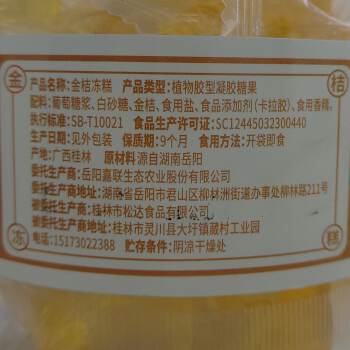 金 桔
产品名称：金桔冻糕 产品类型：植物胶型凝胶糖果
配料：葡萄糖浆、白砂糖、金桔、食用盐、食品添加剂（卡拉胶）、食用香精。
执行标准：SB-T10021 食品生产许可证：SC12445032300440
生产日期：见外包装 保质期：9个月 食用方法：开袋即食
产地：广西桂林 原材料源自湖南岳阳
委托生产商：岳阳嘉联生态农业股份有限公司
委托生产商地址：湖南省岳阳市君山区柳林洲街道办事处柳林路211号
被委托生产商：桂林市松达食品有限公司
被委托生产商地址：桂林市灵川县大圩镇藏村工业园
电话：15173022388 贮存条件：阴凉干燥处
冻 糕